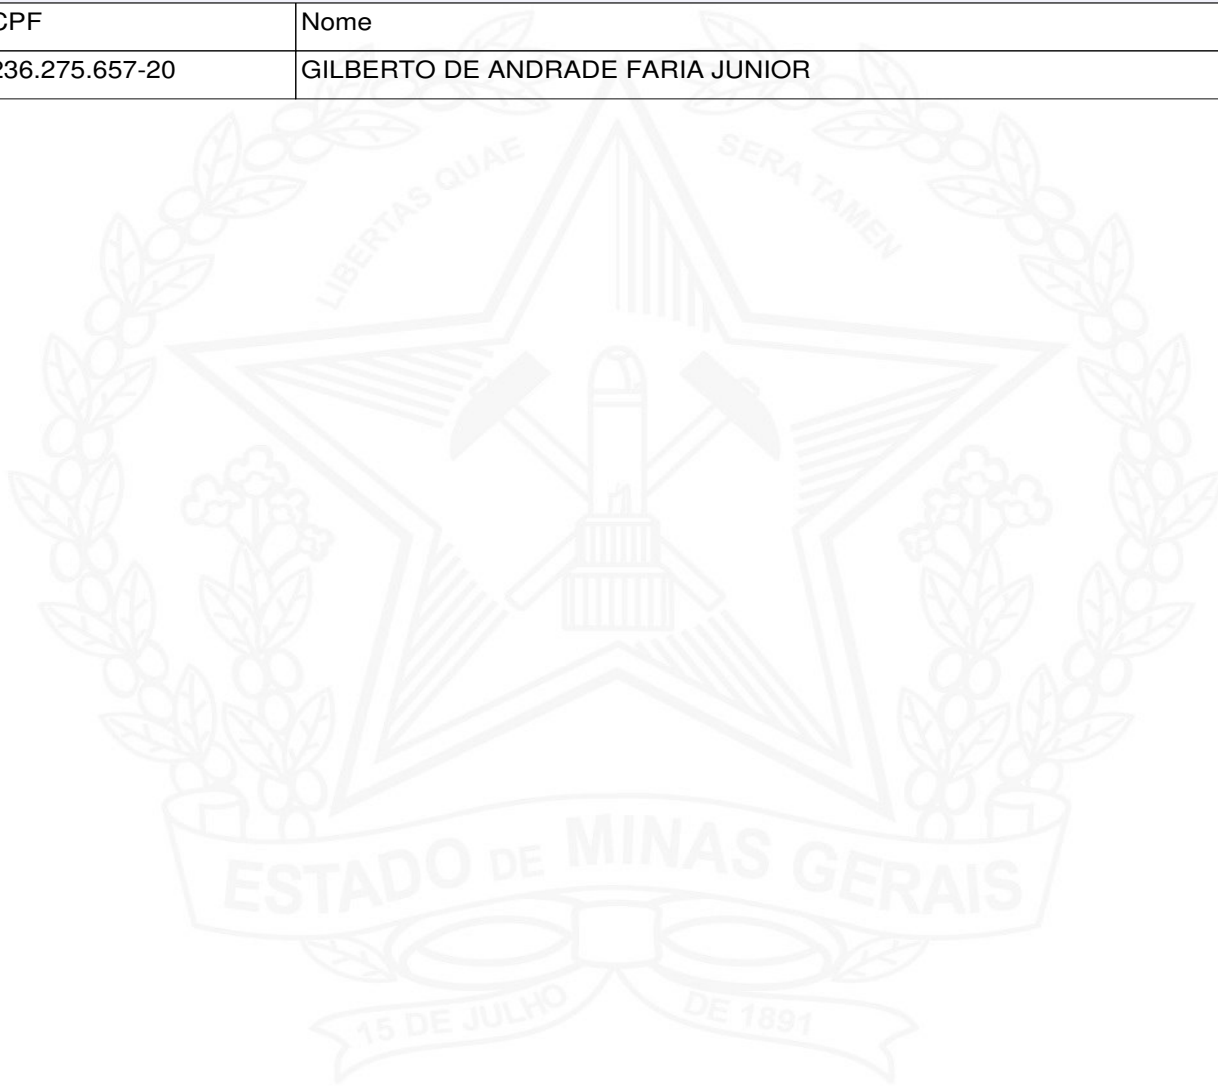 CPF Nome
236.275.657-20 GILBERTO DE ANDRADE FARIA JUNIOR
LIBERTAS QUAE SERA TAMEN
ESTADO DE MINAS GERAIS
15 DE JULHO DE 1891